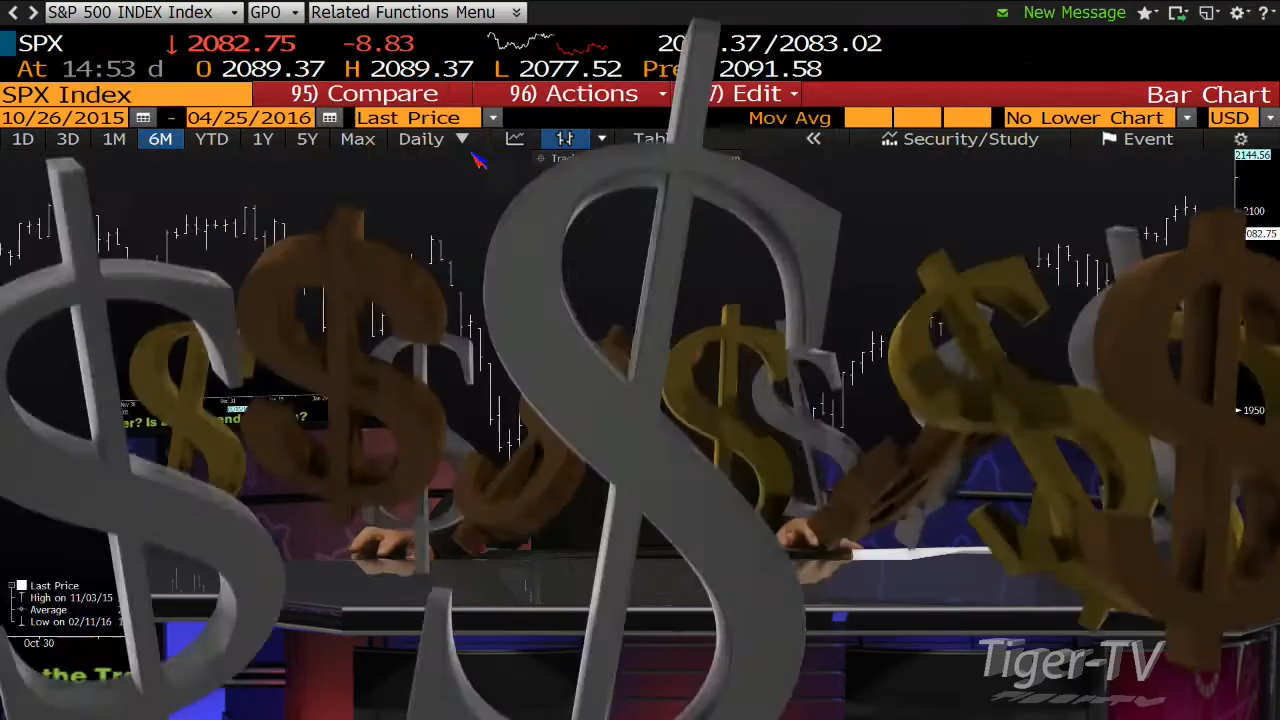 S&P 500 INDEX Index GPO Related Functions Menu New Message
SPX 2082.75 -8.83 .37/2083.02
At 14:53 d O 2089.37 H 2089.37 L 2077.52 2091.58
SPX Index 95) Compare 96) Actions Edit Bar Chart
10/26/2015 - 04/25/2016 Last Price Mov Avg No Lower Chart USD
1D 3D 1M 6M YTD 1Y 5Y Max Daily Security/Study Event
2144.56
2100
082.75
1950
Last Price
High on 11/03/15
Average
Low on 02/11/16
Oct 30
the
Tiger-TV